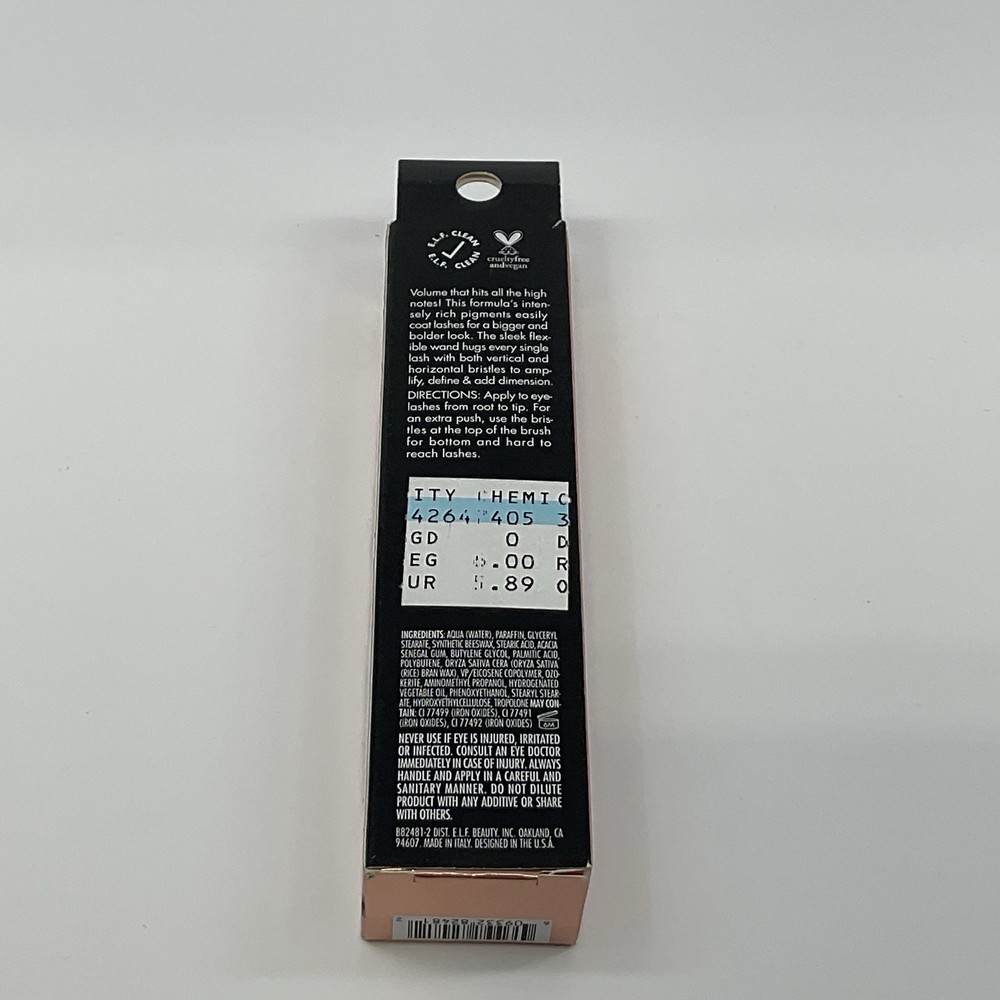 E.L.F. CLEAN
E.L.F. CLEAN
crueltyfree
andvegan
Volume that hits all the high
notes! This formula's inten-
sely rich pigments easily
coat lashes for a bigger and
bolder look. The sleek flex-
ible wand hugs every single
lash with both vertical and
horizontal bristles to amp-
lify, define & add dimension.
DIRECTIONS: Apply to eye-
lashes from root to tip. For
an extra push, use the bris-
tles at the top of the brush
for bottom and hard to
reach lashes.
ITY CHEMIC
4264 405 3
GD 0 D
EG .00 R
UR 5.89 0
INGREDIENTS: AQUA (WATER), PARAFFIN, GLYCERYL
STEARATE, SYNTHETIC BEESWAX, STEARIC ACID, ACACIA
SENEGAL GUM, BUTYLENE GLYCOL, PALMITIC ACID,
POLYBUTENE, ORYZA SATIVA CERA (ORYZA SATIVA
(RICE) BRAN WAX), VP/EICOSENE COPOLYMER, OZO-
KERITE, AMINOMETHYL PROPANOL, HYDROGENATED
VEGETABLE OIL, PHENOXYETHANOL, STEARYL STEAR-
ATE, HYDROXYETHYLCELLULOSE, TROPOLONE MAY CON-
TAIN: CI 77499 (IRON OXIDES), CI 77491
(IRON OXIDES), CI 77492 (IRON OXIDES) 6M
NEVER USE IF EYE IS INJURED, IRRITATED
OR INFECTED. CONSULT AN EYE DOCTOR
IMMEDIATELY IN CASE OF INJURY. ALWAYS
HANDLE AND APPLY IN A CAREFUL AND
SANITARY MANNER. DO NOT DILUTE
PRODUCT WITH ANY ADDITIVE OR SHARE
WITH OTHERS.
B82481-2 DIST. E.L.F. BEAUTY, INC. OAKLAND, CA
94607. MADE IN ITALY. DESIGNED IN THE U.S.A.
6 09332 82481 2